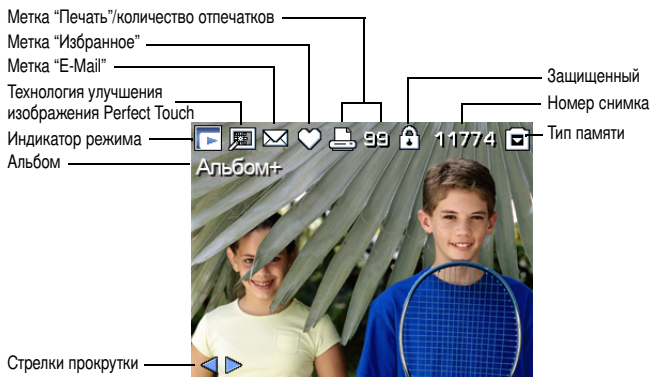 Метка “Печать”/количество отпечатков
Метка “Избранное”
Метка “E-Mail”
Технология улучшения
изображения Perfect Touch
Индикатор режима
Альбом
Стрелки прокрутки
Защищенный
Номер снимка
Тип памяти
99 11774
Альбом+